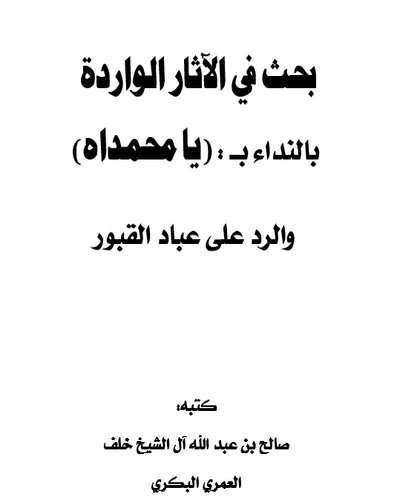 بحث في الآثار الواردة
بالنداء بـ : (يا محمداه)
والرد على عباد القبور
كتبه:
صالح بن عبد الله آل الشيخ خلف
العمري البكري